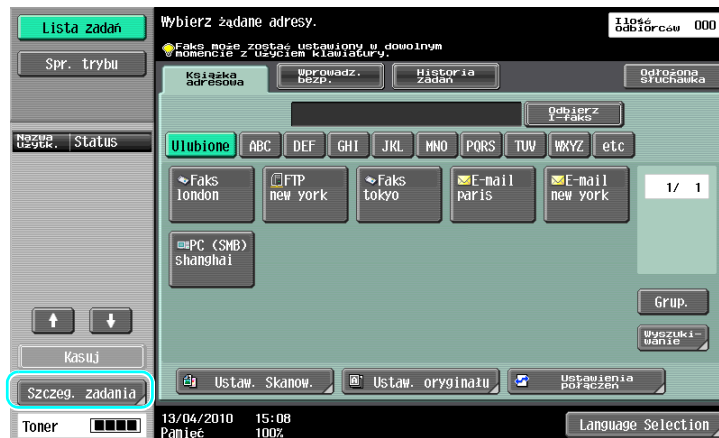 Lista zadań
Spr. trybu
Nazwa użytk.
Status
Kasuj
Szczeg. zadania
Toner
Wybierz żądane adresy.
Ilość odbiorców 000
Faks może zostać ustawiony w dowolnym
momencie z użyciem klawiatury.
Książka
adresowa
Wprowadz.
bezp.
Historia
zadań
Odłożona
słuchawka
Odbierz
I-faks
Ulubione ABC DEF GHI JKL MNO PQRS TUV WXYZ etc
Faks
london
FTP
new york
Faks
tokyo
E-mail
paris
E-mail
new york
1/ 1
PC (SMB)
shanghai
Grup.
Wyszuki-
wanie
Ustaw. Skanow.
Ustaw. oryginału
Ustawienia
połączeń
13/04/2010 15:08
Pamięć 100%
Language Selection